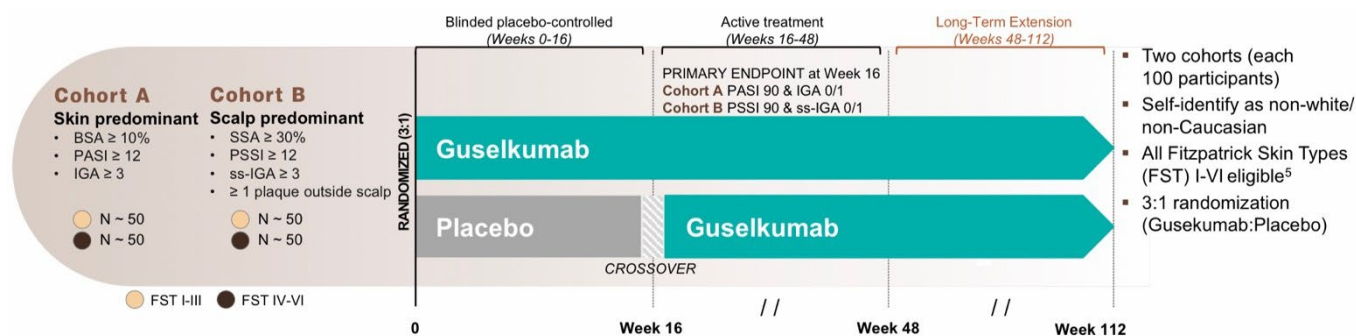 Blinded placebo-controlled
(Weeks 0-16)
Active treatment
(Weeks 16-48)
Long-Term Extension
(Weeks 48-112)
Cohort A
Skin predominant
• BSA ≥ 10%
• PASI ≥ 12
• IGA ≥ 3
N ~ 50
N ~ 50
Cohort B
Scalp predominant
• SSA ≥ 30%
• PSSI ≥ 12
• ss-IGA ≥ 3
• ≥ 1 plaque outside scalp
N ~ 50
N ~ 50
FST I-III
FST IV-VI
RANDOMIZED (3:1)
PRIMARY ENDPOINT at Week 16
Cohort A PASI 90 & IGA 0/1
Cohort B PSSI 90 & ss-IGA 0/1
Guselkumab
Placebo
Guselkumab
CROSSOVER
0
Week 16
//
Week 48
//
Week 112
▪ Two cohorts (each
100 participants)
▪ Self-identify as non-white/
non-Caucasian
▪ All Fitzpatrick Skin Types
(FST) I-VI eligible⁵
▪ 3:1 randomization
(Gusekumab:Placebo)